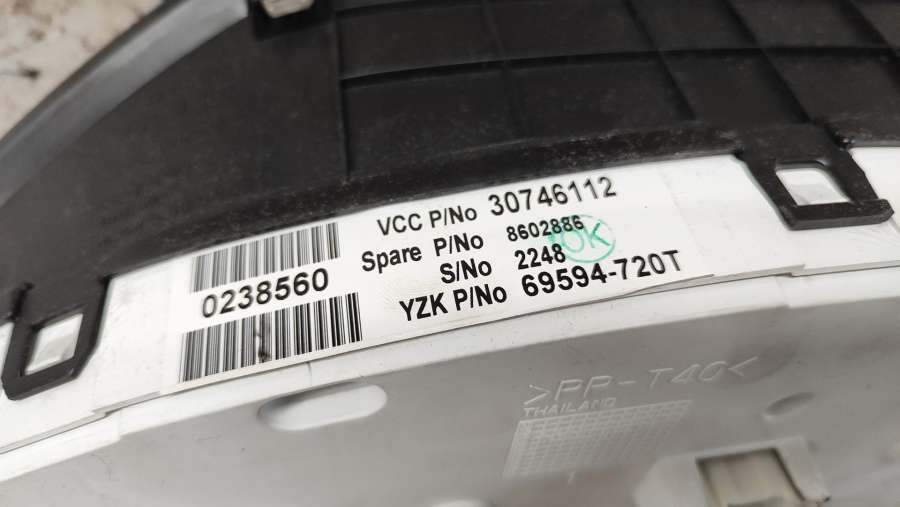 VCC P/No 30746112
Spare P/No 8602886
OK
S/No 2248
YZK P/No 69594-720T
0238560
>PP-T40<
THAILAND